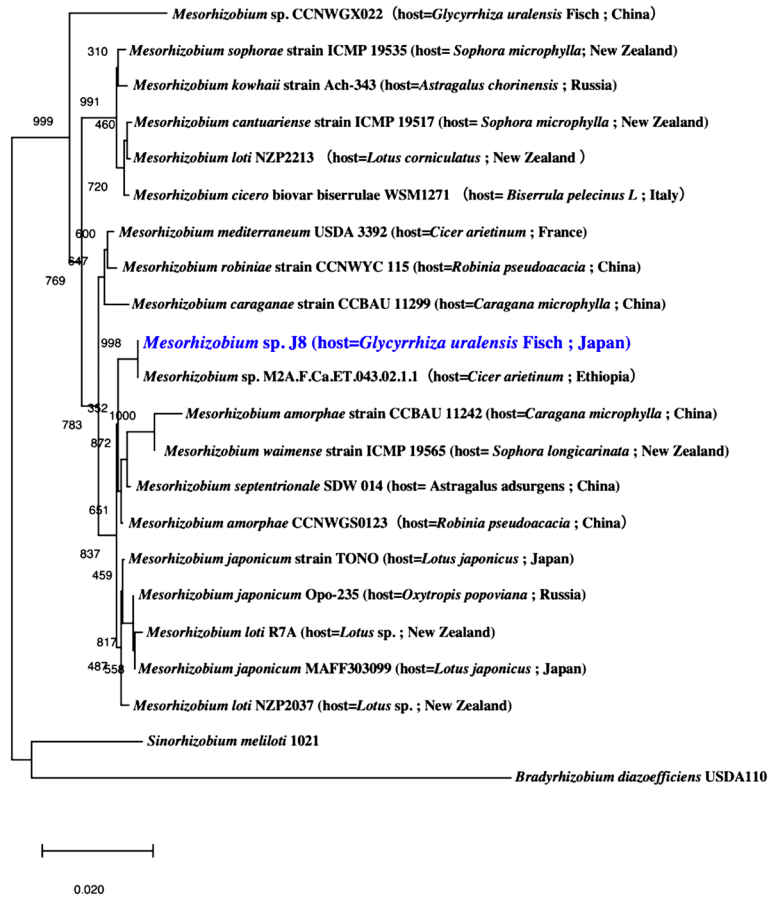 Mesorhizobium sp. CCNWGX022 (host=Glycyrrhiza uralensis Fisch ; China)
310 Mesorhizobium sophorae strain ICMP 19535 (host= Sophora microphylla; New Zealand)
Mesorhizobium kowhaii strain Ach-343 (host=Astragalus chorinensis ; Russia)
991
999 460 Mesorhizobium cantuariense strain ICMP 19517 (host= Sophora microphylla ; New Zealand)
Mesorhizobium loti NZP2213 (host=Lotus corniculatus ; New Zealand )
720 Mesorhizobium cicero biovar biserrulae WSM1271 (host= Biserrula pelecinus L ; Italy)
600 Mesorhizobium mediterraneum USDA 3392 (host=Cicer arietinum ; France)
647 Mesorhizobium robiniae strain CCNWYC 115 (host=Robinia pseudoacacia ; China)
769
Mesorhizobium caraganae strain CCBAU 11299 (host=Caragana microphylla ; China)
998 Mesorhizobium sp. J8 (host=Glycyrrhiza uralensis Fisch ; Japan)
Mesorhizobium sp. M2A.F.Ca.ET.043.02.1.1 (host=Cicer arietinum ; Ethiopia)
352 1000 Mesorhizobium amorphae strain CCBAU 11242 (host=Caragana microphylla ; China)
783
872 Mesorhizobium waimense strain ICMP 19565 (host= Sophora longicarinata ; New Zealand)
Mesorhizobium septentrionale SDW 014 (host= Astragalus adsurgens ; China)
651 Mesorhizobium amorphae CCNWGS0123 (host=Robinia pseudoacacia ; China)
837 Mesorhizobium japonicum strain TONO (host=Lotus japonicus ; Japan)
459
Mesorhizobium japonicum Opo-235 (host=Oxytropis popoviana ; Russia)
817 Mesorhizobium loti R7A (host=Lotus sp. ; New Zealand)
487 558 Mesorhizobium japonicum MAFF303099 (host=Lotus japonicus ; Japan)
Mesorhizobium loti NZP2037 (host=Lotus sp. ; New Zealand)
Sinorhizobium meliloti 1021
Bradyrhizobium diazoefficiens USDA110
0.020